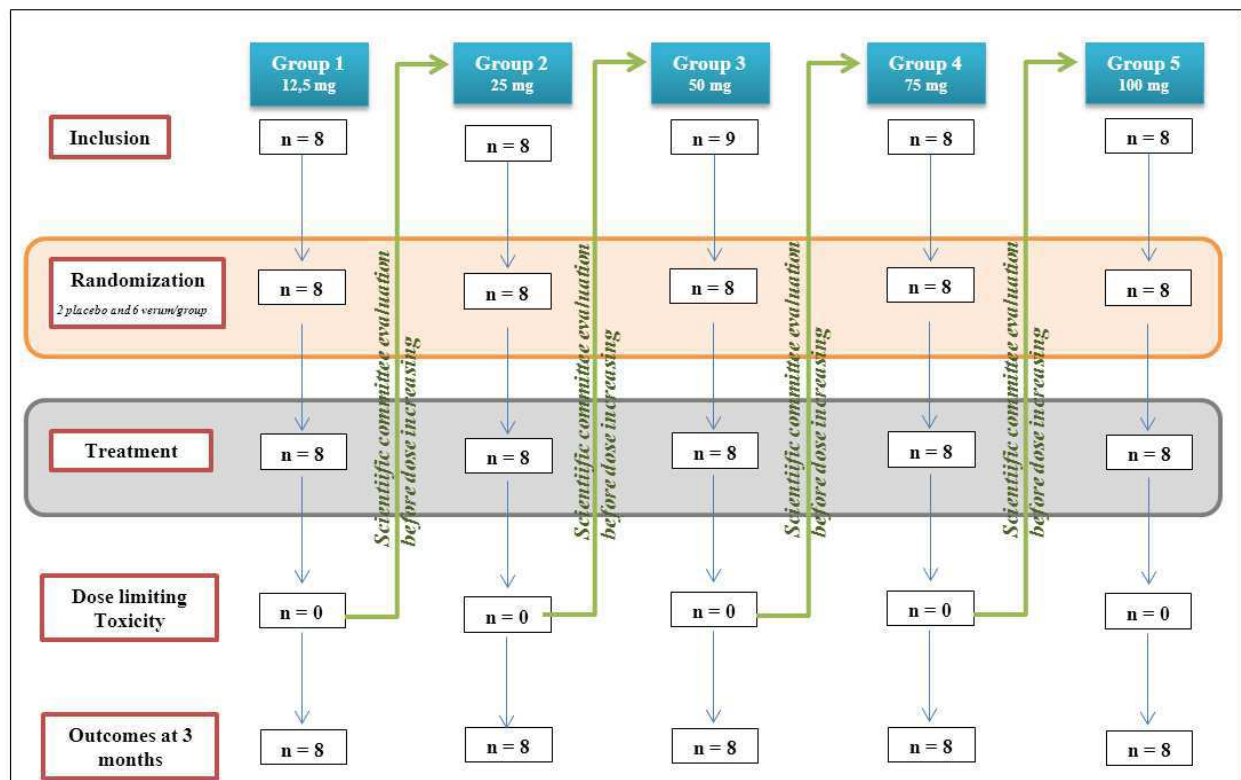 Group 1
12,5 mg
Group 2
25 mg
Group 3
50 mg
Group 4
75 mg
Group 5
100 mg
Inclusion
n = 8
n = 8
n = 9
n = 8
n = 8
Randomization
2 placebo and 6 verum/group
n = 8
n = 8
n = 8
n = 8
n = 8
Scientiific committee evaluation
before dose increasing
Scientiific committee evaluation
before dose increasing
Scientiific committee evaluation
before dose increasing
Scientiific committee evaluation
before dose increasing
Treatment
n = 8
n = 8
n = 8
n = 8
n = 8
Dose limiting
Toxicity
n = 0
n = 0
n = 0
n = 0
n = 0
Outcomes at 3
months
n = 8
n = 8
n = 8
n = 8
n = 8